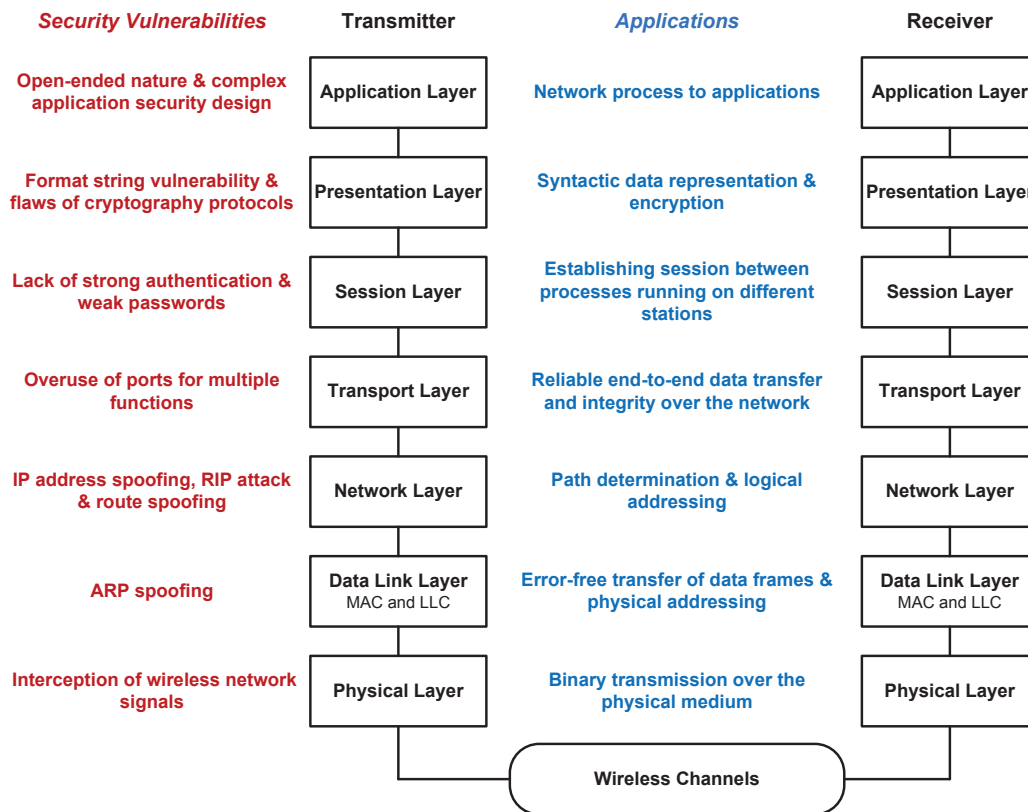 Security Vulnerabilities Transmitter Applications Receiver
Open-ended nature & complex
application security design
Application Layer
Network process to applications
Application Layer
Format string vulnerability &
flaws of cryptography protocols
Presentation Layer
Syntactic data representation &
encryption
Presentation Layer
Lack of strong authentication &
weak passwords
Session Layer
Establishing session between
processes running on different
stations
Session Layer
Overuse of ports for multiple
functions
Transport Layer
Reliable end-to-end data transfer
and integrity over the network
Transport Layer
IP address spoofing, RIP attack
& route spoofing
Network Layer
Path determination & logical
addressing
Network Layer
ARP spoofing
Data Link Layer
MAC and LLC
Error-free transfer of data frames &
physical addressing
Data Link Layer
MAC and LLC
Interception of wireless network
signals
Physical Layer
Binary transmission over the
physical medium
Physical Layer
Wireless Channels